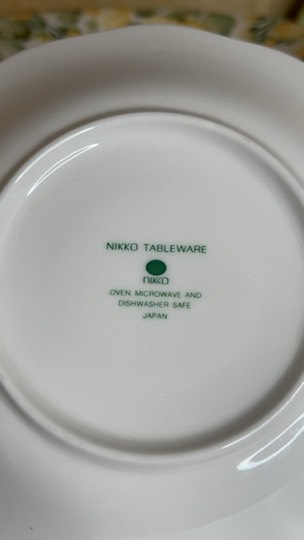 NIKKO TABLEWARE
NIKKO
OVEN MICROWAVE AND
DISHWASHER SAFE
JAPAN